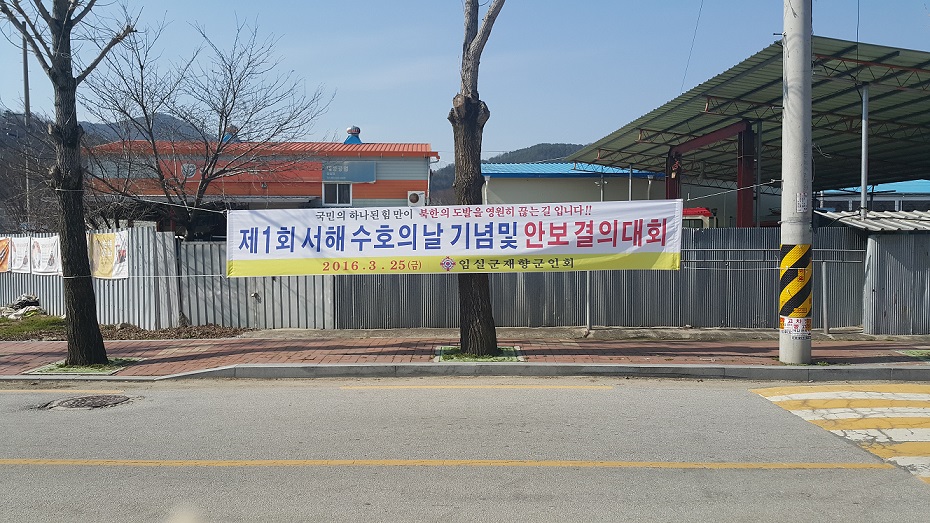 국민의 하나된 힘만이 북한의 도발을 영원히 끊는 길 입니다!!
제1회 서해수호의날 기념및 안보결의대회
2016. 3. 25(금) 임실군재향군인회